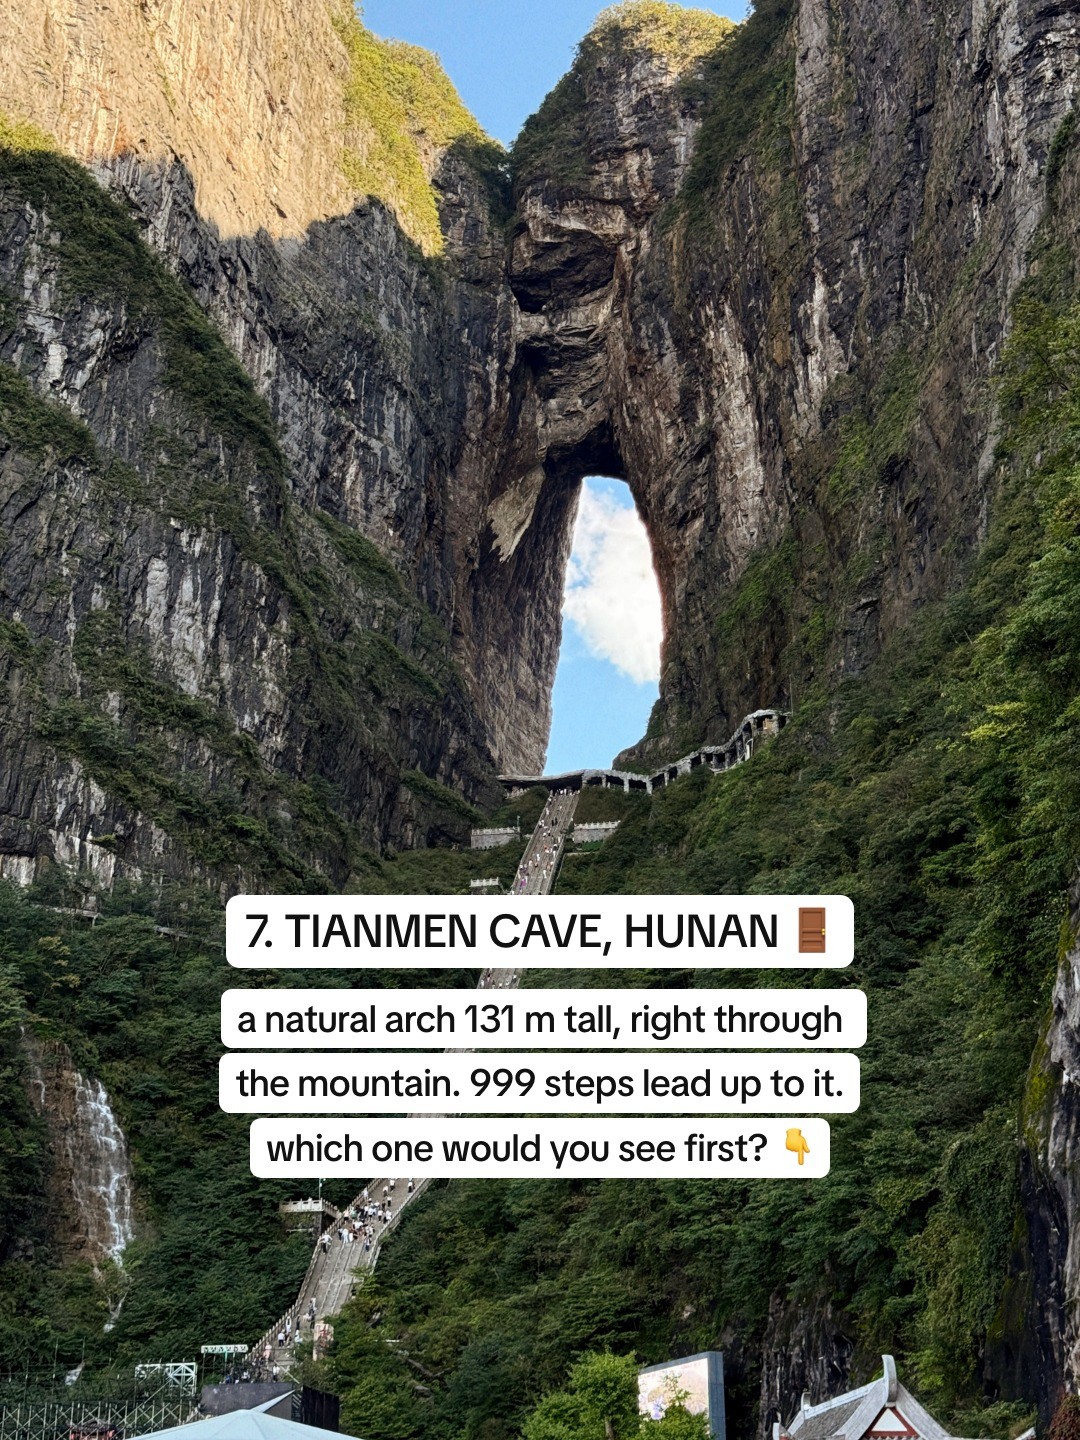 7. TIANMEN CAVE, HUNAN 🚪
a natural arch 131 m tall, right through
the mountain. 999 steps lead up to it.
which one would you see first? 👇